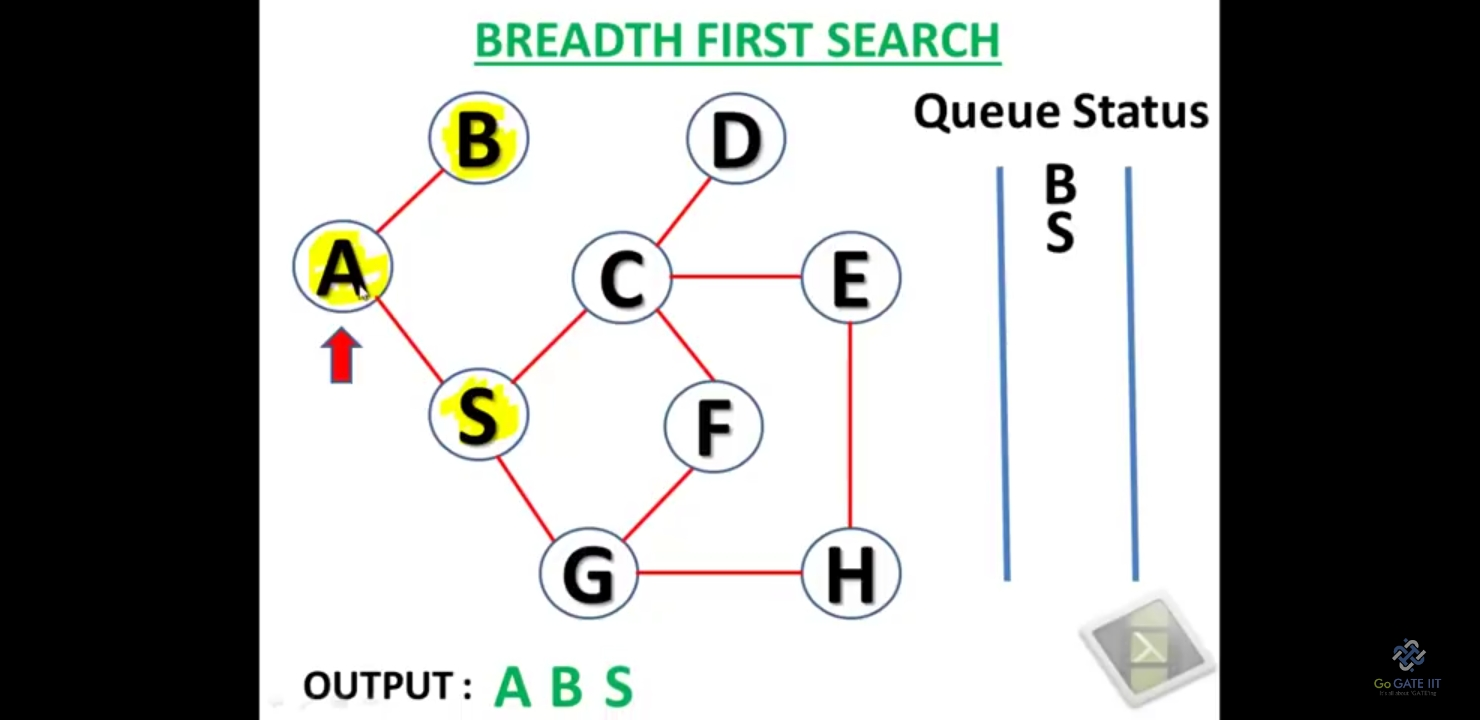 BREADTH FIRST SEARCH
Queue Status
B
D
B
S
A
C
E
S
F
G
H
OUTPUT : A B S
Go GATE IIT